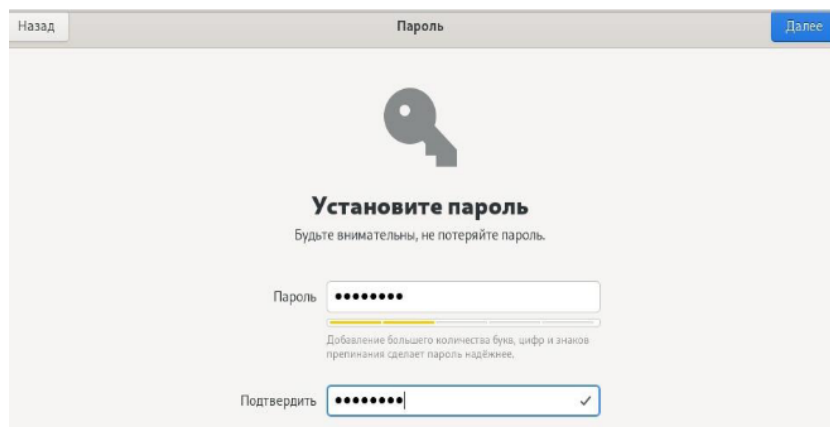 Назад Пароль Далее
Установите пароль
Будьте внимательны, не потеряйте пароль.
Пароль ••••••••
Добавление большего количества букв, цифр и знаков
препинания сделает пароль надёжнее.
Подтвердить ••••••••